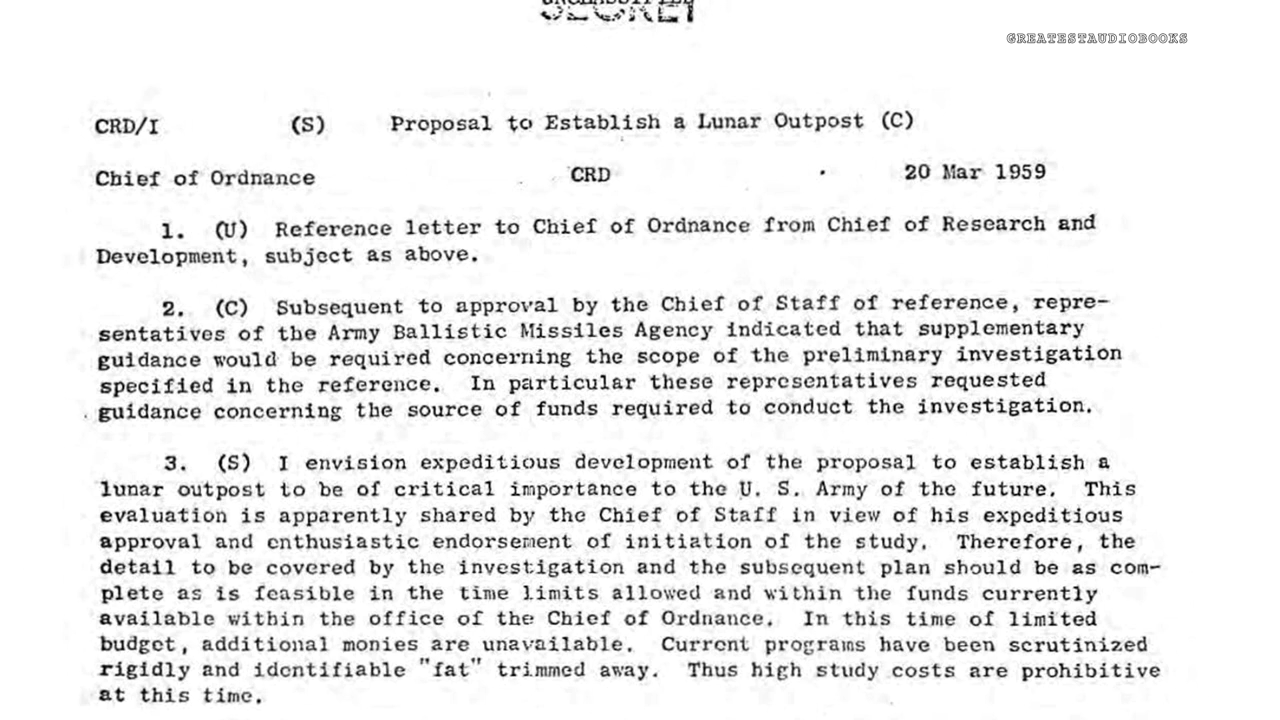 UNCLASSIFIED
SECRET
GREATESTAUDIOBOOKS
CRD/I (S) Proposal to Establish a Lunar Outpost (C)
Chief of Ordnance CRD 20 Mar 1959
1. (U) Reference letter to Chief of Ordnance from Chief of Research and
Development, subject as above.
2. (C) Subsequent to approval by the Chief of Staff of reference, repre-
sentatives of the Army Ballistic Missiles Agency indicated that supplementary
guidance would be required concerning the scope of the preliminary investigation
specified in the reference. In particular these representatives requested
guidance concerning the source of funds required to conduct the investigation.
3. (S) I envision expeditious development of the proposal to establish a
lunar outpost to be of critical importance to the U. S. Army of the future. This
evaluation is apparently shared by the Chief of Staff in view of his expeditious
approval and enthusiastic endorsement of initiation of the study. Therefore, the
detail to be covered by the investigation and the subsequent plan should be as com-
plete as is feasible in the time limits allowed and within the funds currently
available within the office of the Chief of Ordnance. In this time of limited
budget, additional monies are unavailable. Current programs have been scrutinized
rigidly and identifiable "fat" trimmed away. Thus high study costs are prohibitive
at this time.